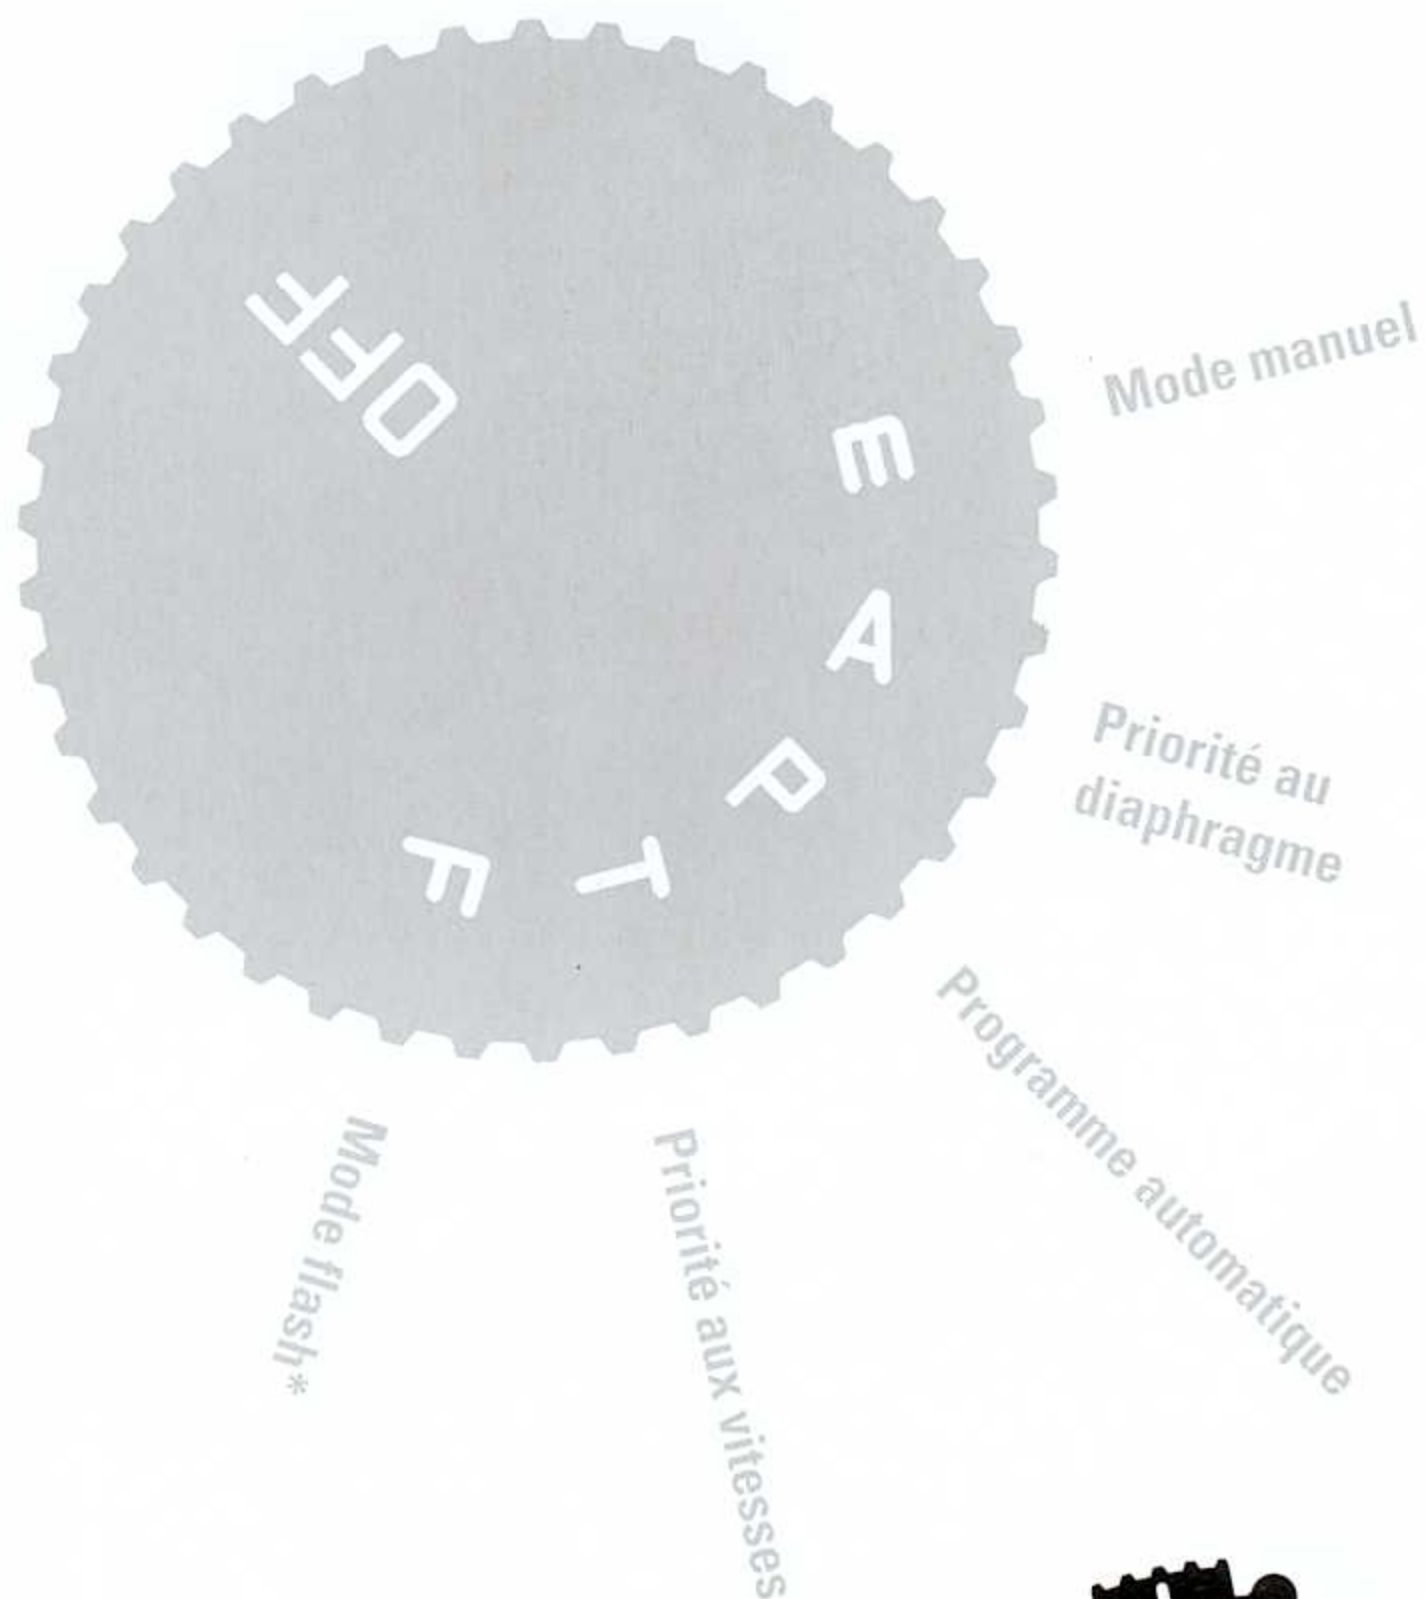 OFF
m
A
P
T
F
Mode manuel
Priorité au
diaphragme
Programme automatique
Priorité aux vitesses
Mode flash*